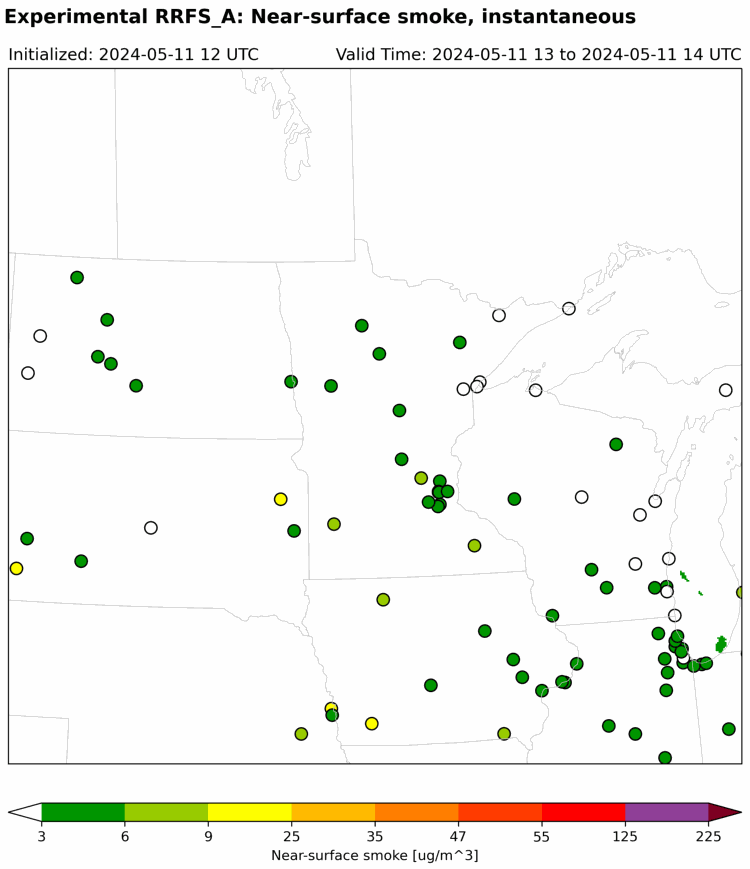 Experimental RRFS_A: Near-surface smoke, instantaneous
Initialized: 2024-05-11 12 UTC Valid Time: 2024-05-11 13 to 2024-05-11 14 UTC
3 6 9 25 35 47 55 125 225
Near-surface smoke [ug/m^3]